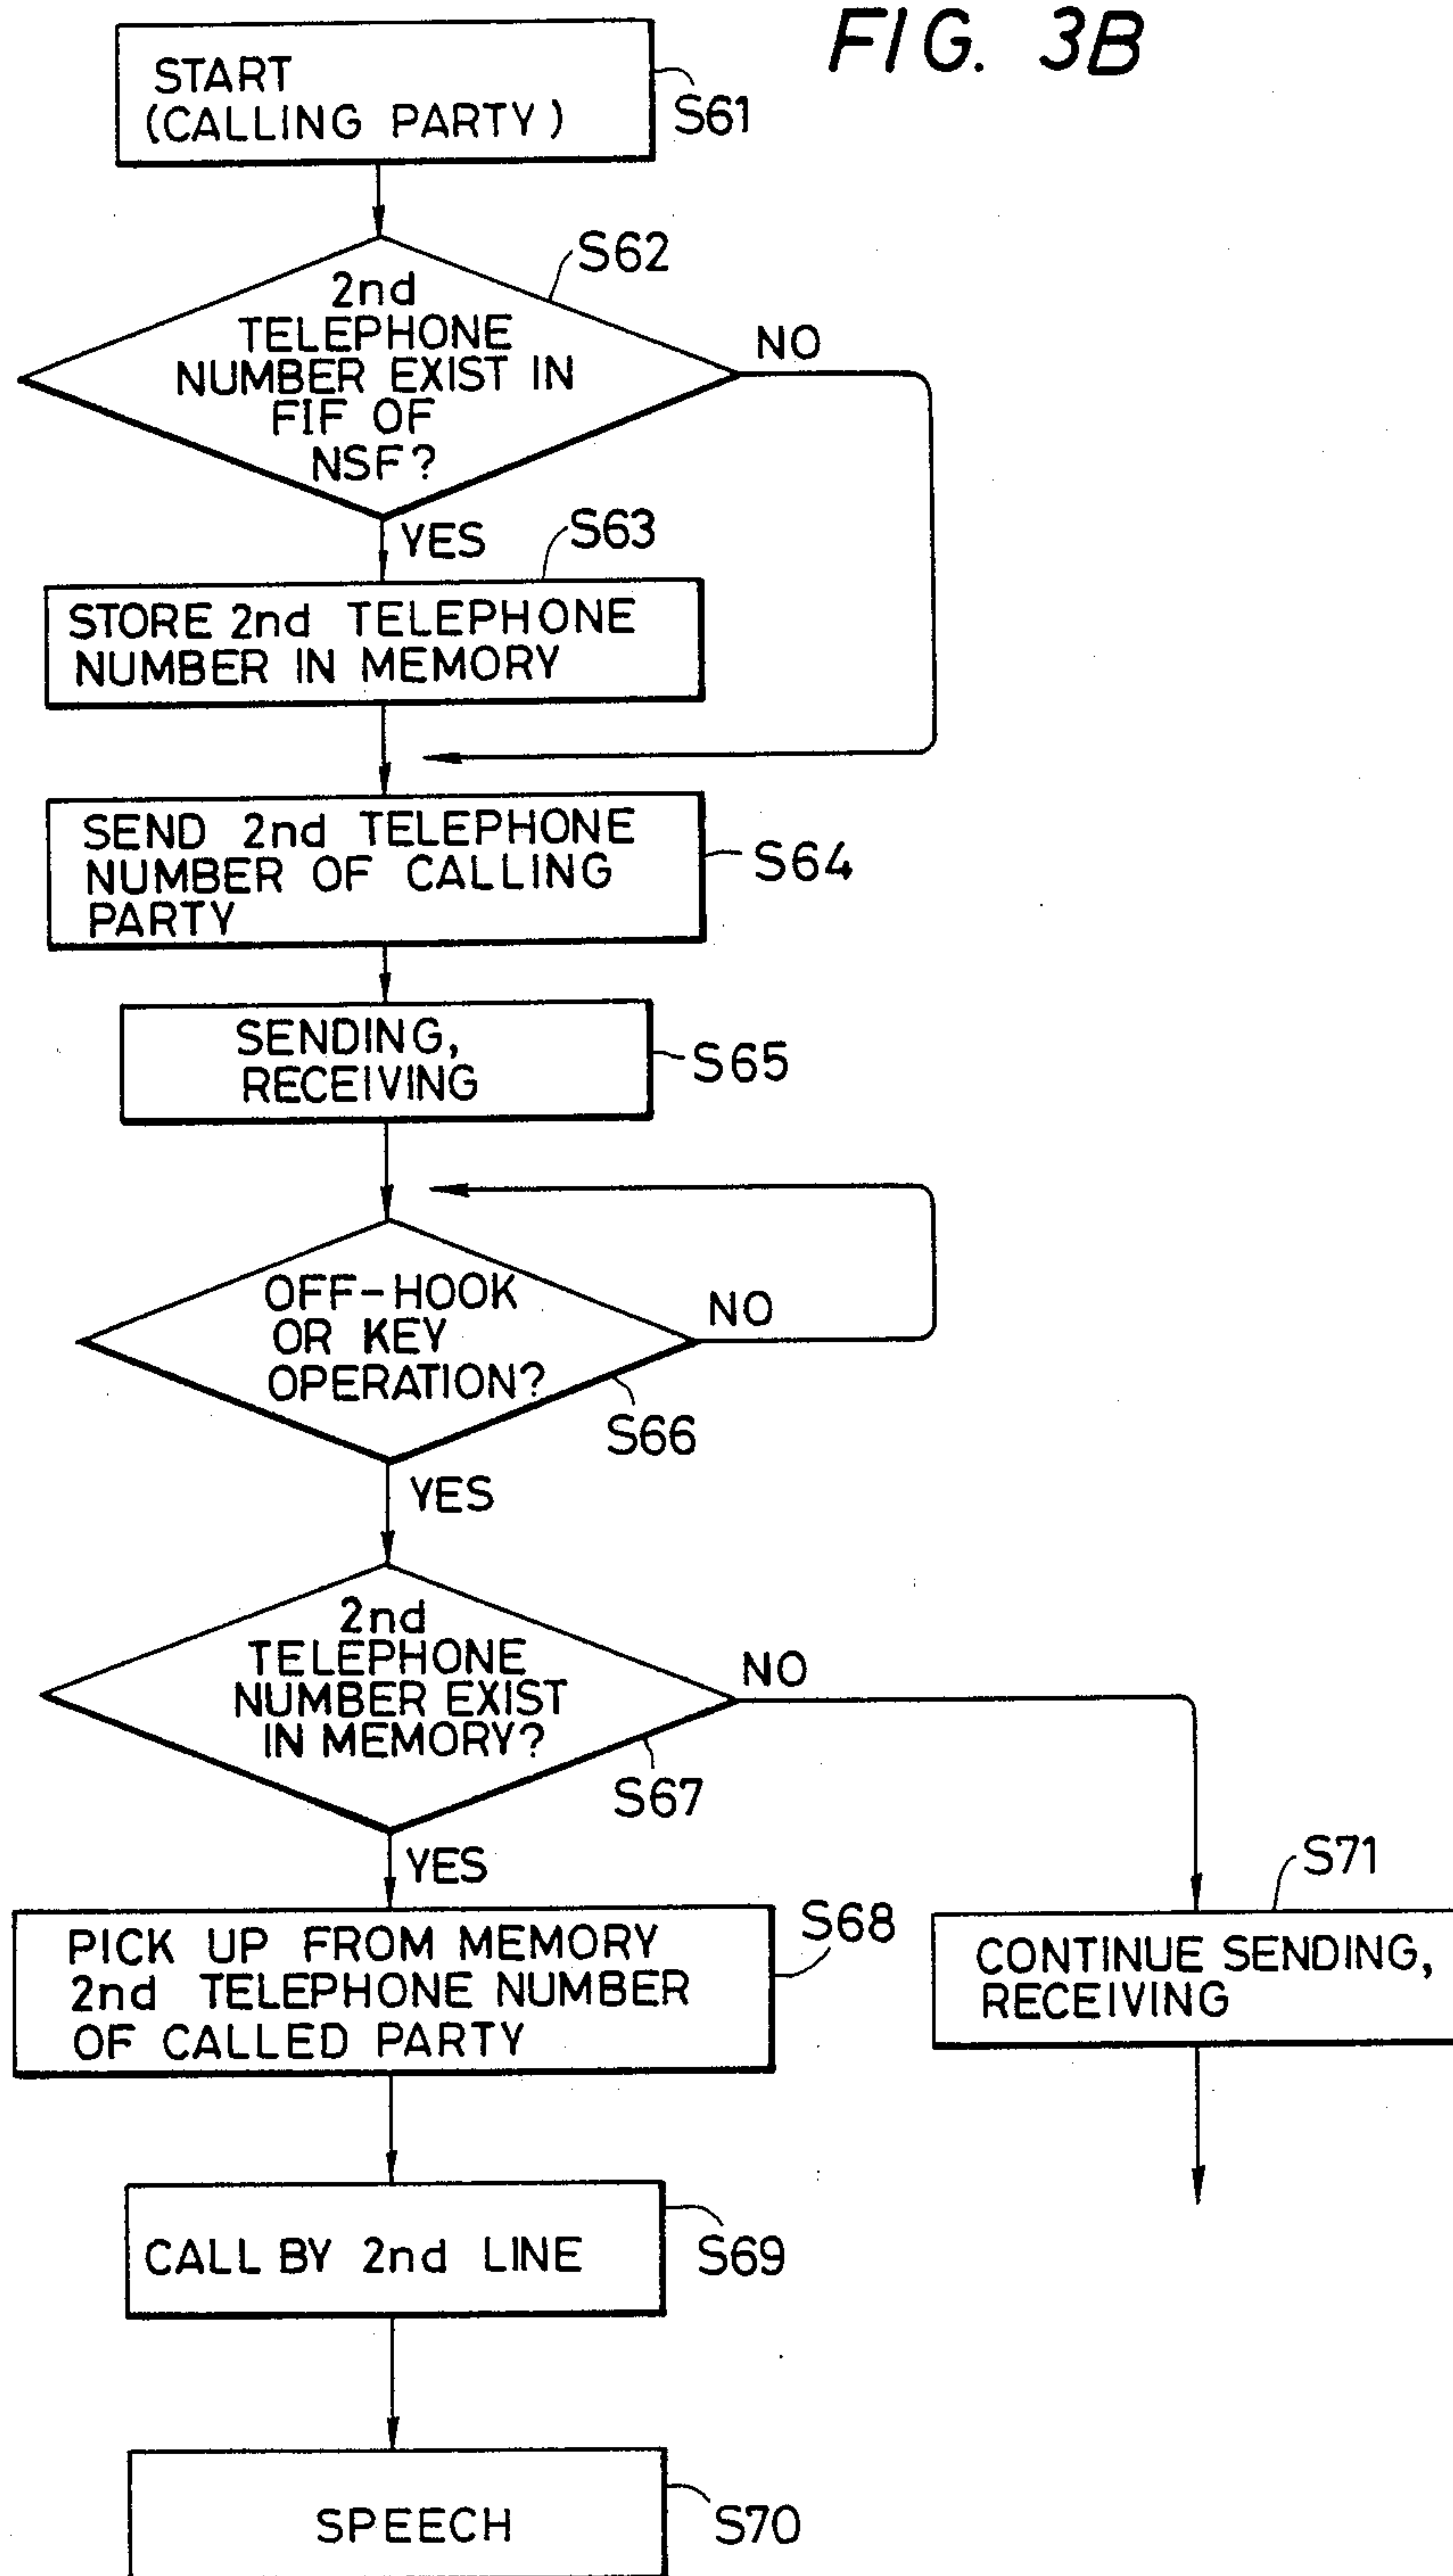 FIG. 3B
START
(CALLING PARTY)
S61
S62
2nd
TELEPHONE
NUMBER EXIST IN
FIF OF
NSF?
NO
YES
S63
STORE 2nd TELEPHONE
NUMBER IN MEMORY
SEND 2nd TELEPHONE
NUMBER OF CALLING
PARTY
S64
SENDING,
RECEIVING
S65
OFF-HOOK
OR KEY
OPERATION?
NO
S66
YES
2nd
TELEPHONE
NUMBER EXIST
IN MEMORY?
NO
S67
YES
S71
S68
PICK UP FROM MEMORY
2nd TELEPHONE NUMBER
OF CALLED PARTY
CONTINUE SENDING,
RECEIVING
CALL BY 2nd LINE
S69
SPEECH
S70